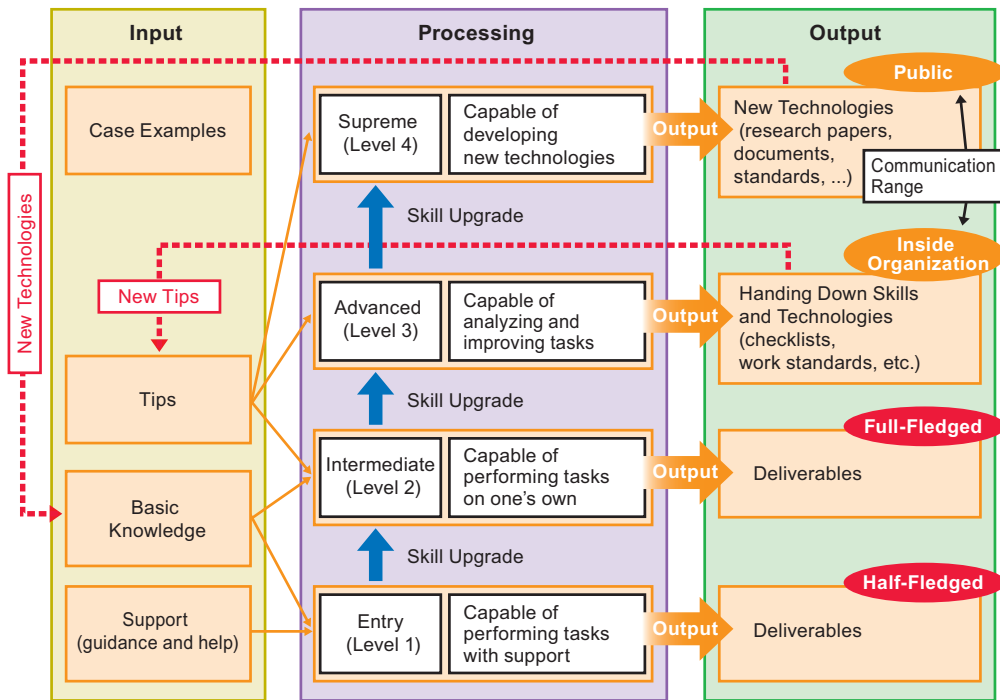 Input
Processing
Output
Public
Case Examples
Supreme
(Level 4)
Capable of
developing
new technologies
Output
New Technologies
(research papers,
documents,
standards, ...)
Communication
Range
New Technologies
Skill Upgrade
Inside
Organization
New Tips
Advanced
(Level 3)
Capable of
analyzing and
improving tasks
Output
Handing Down Skills
and Technologies
(checklists,
work standards, etc.)
Tips
Skill Upgrade
Full-Fledged
Intermediate
(Level 2)
Capable of
performing tasks
on one's own
Output
Deliverables
Basic
Knowledge
Skill Upgrade
Half-Fledged
Support
(guidance and help)
Entry
(Level 1)
Capable of
performing tasks
with support
Output
Deliverables